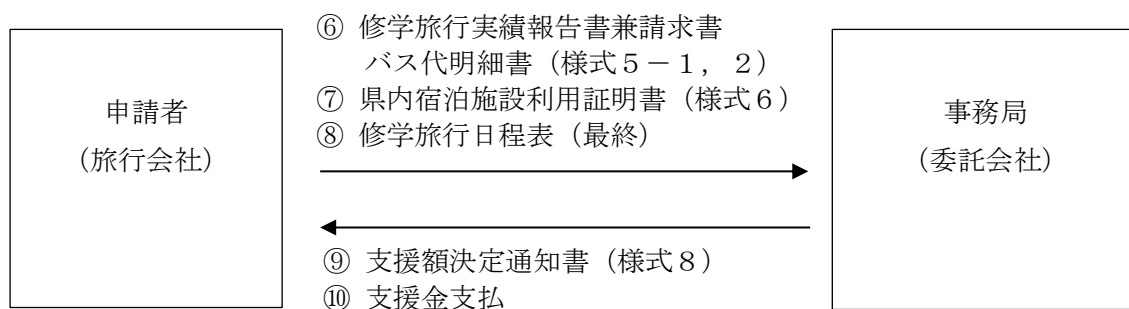 申請者
（旅行会社）
⑥ 修学旅行実績報告書兼請求書
バス代明細書（様式５－１，２）
⑦ 県内宿泊施設利用証明書（様式６）
⑧ 修学旅行日程表（最終）
⑨ 支援額決定通知書（様式８）
⑩ 支援金支払
事務局
（委託会社）